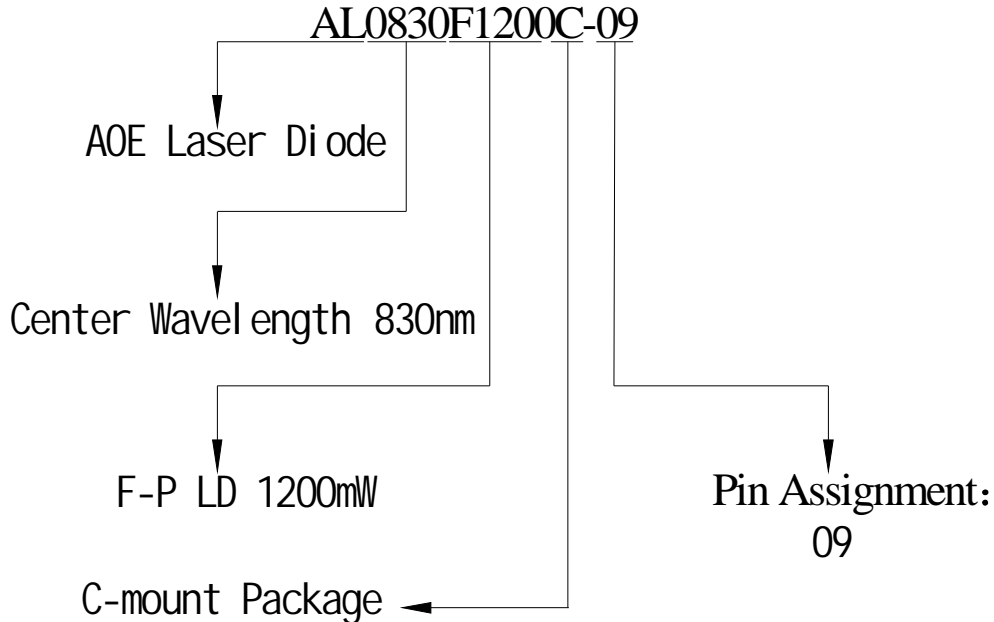 AL0830F1200C-09
AOE Laser Diode
Center Wavelength 830nm
F-P LD 1200mW
Pin Assignment：
09
C-mount Package